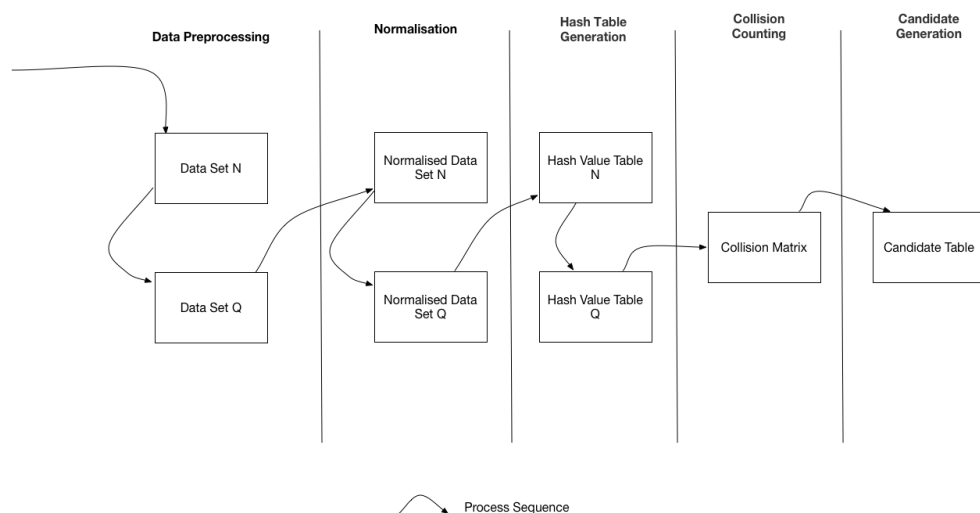 Data Preprocessing
Normalisation
Hash Table
Generation
Collision
Counting
Candidate
Generation
Data Set N
Normalised Data
Set N
Hash Value Table
N
Collision Matrix
Candidate Table
Data Set Q
Normalised Data
Set Q
Hash Value Table
Q
Process Sequence